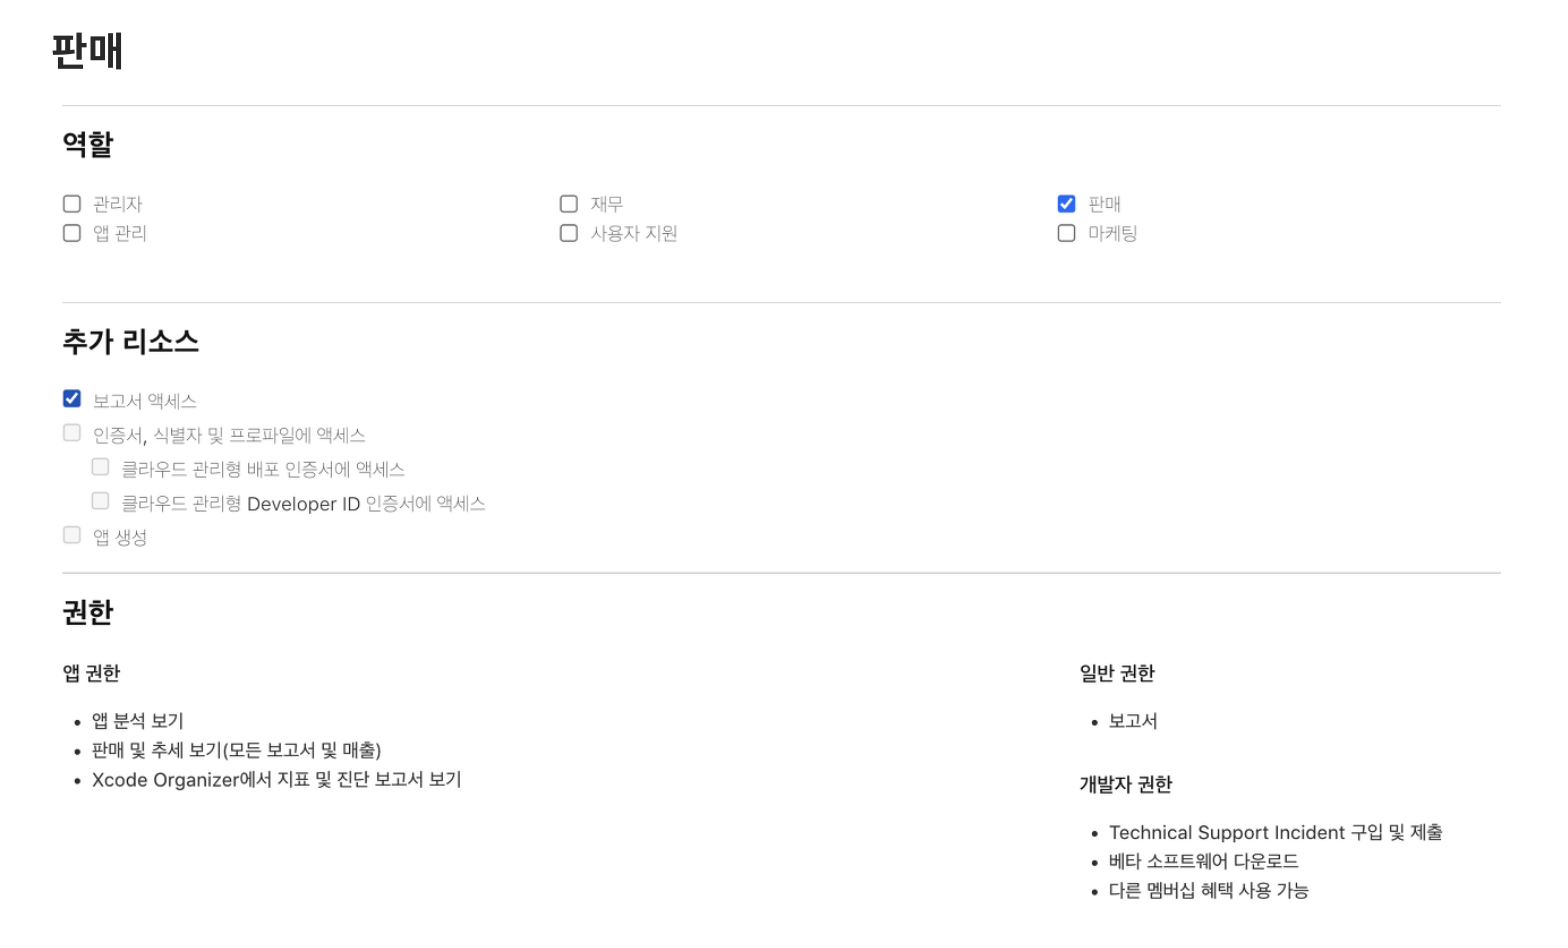 판매
역할
관리자
재무
판매
앱 관리
사용자 지원
마케팅
추가 리소스
보고서 액세스
인증서, 식별자 및 프로파일에 액세스
클라우드 관리형 배포 인증서에 액세스
클라우드 관리형 Developer ID 인증서에 액세스
앱 생성
권한
앱 권한
앱 분석 보기
판매 및 추세 보기(모든 보고서 및 매출)
Xcode Organizer에서 지표 및 진단 보고서 보기
일반 권한
보고서
개발자 권한
Technical Support Incident 구입 및 제출
베타 소프트웨어 다운로드
다른 멤버십 혜택 사용 가능